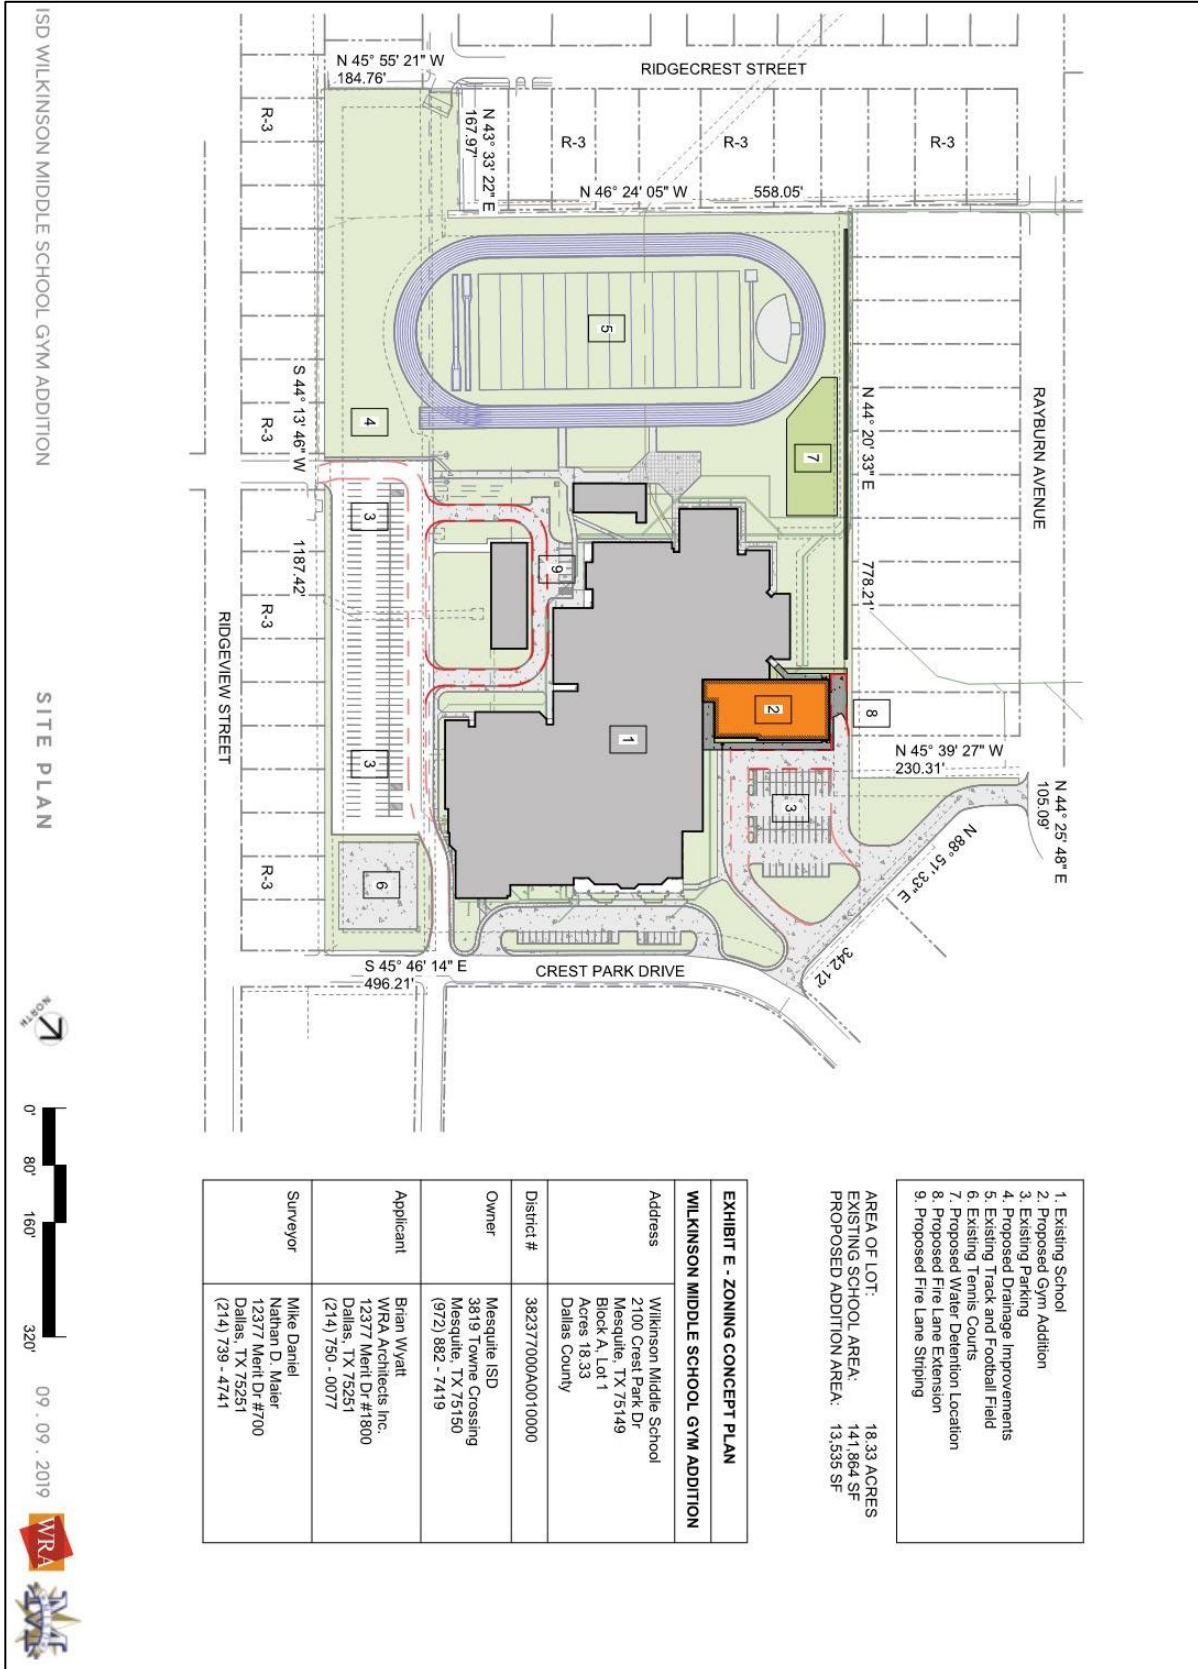 ISD WILKINSON MIDDLE SCHOOL GYM ADDITION
SITE PLAN
NORTH
0' 80' 160' 320'
09 . 09 . 2019
WRA
M
RIDGECREST STREET
N 45° 55' 21" W
184.76'
N 43° 33' 22" E
167.97'
R-3
R-3
R-3
R-3
N 46° 24' 05" W 558.05'
RAYBURN AVENUE
N 44° 20' 33" E 778.21'
5
4
7
S 44° 13' 46" W 1187.42'
R-3
R-3
R-3
RIDGEVIEW STREET
3
3
9
1
2
8
3
6
N 45° 39' 27" W
230.31'
N 44° 25' 48" E
105.09'
N 88° 51' 33" E 342.12'
S 45° 46' 14" E
496.21'
CREST PARK DRIVE
1. Existing School
2. Proposed Gym Addition
3. Existing Parking
4. Proposed Drainage Improvements
5. Existing Track and Football Field
6. Existing Tennis Courts
7. Proposed Water Detention Location
8. Proposed Fire Lane Extension
9. Proposed Fire Lane Striping
AREA OF LOT: 18.33 ACRES
EXISTING SCHOOL AREA: 141,864 SF
PROPOSED ADDITION AREA: 13,535 SF
EXHIBIT E - ZONING CONCEPT PLAN
WILKINSON MIDDLE SCHOOL GYM ADDITION
Address
Wilkinson Middle School
2100 Crest Park Dr
Mesquite, TX 75149
Block A, Lot 1
Acres 18.33
Dallas County
District # 382377000A0010000
Owner
Mesquite ISD
3819 Towne Crossing
Mesquite, TX 75150
(972) 882 - 7419
Applicant
Brian Wyatt
WRA Architects Inc.
12377 Merit Dr #1800
Dallas, TX 75251
(214) 750 - 0077
Surveyor
Mike Daniel
Nathan D. Maier
12377 Merit Dr #700
Dallas, TX 75251
(214) 739 - 4741